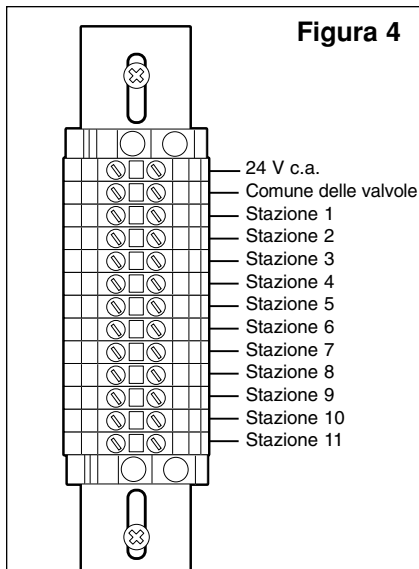 Figura 4
24 V c.a.
Comune delle valvole
Stazione 1
Stazione 2
Stazione 3
Stazione 4
Stazione 5
Stazione 6
Stazione 7
Stazione 8
Stazione 9
Stazione 10
Stazione 11